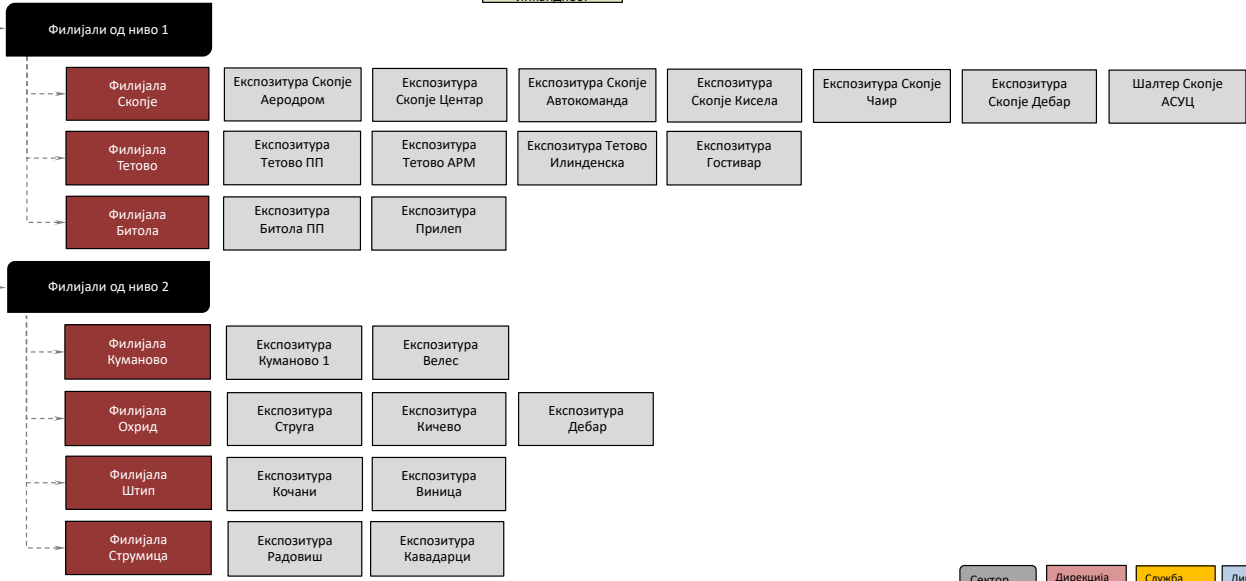 Филијали од ниво 1
Филијала
Скопје
Експозитура Скопје
Аеродром
Експозитура
Скопје Центар
Експозитура Скопје
Автокоманда
Експозитура
Скопје Кисела
Експозитура Скопје
Чаир
Експозитура
Скопје Дебар
Шалтер Скопје
АСУЦ
Филијала
Тетово
Експозитура
Тетово ПП
Експозитура
Тетово АРМ
Експозитура Тетово
Илинденска
Експозитура
Гостивар
Филијала
Битола
Експозитура
Битола ПП
Експозитура
Прилеп
Филијали од ниво 2
Филијала
Куманово
Експозитура
Куманово 1
Експозитура
Велес
Филијала
Охрид
Експозитура
Струга
Експозитура
Кичево
Експозитура
Дебар
Филијала
Штип
Експозитура
Кочани
Експозитура
Виница
Филијала
Струмица
Експозитура
Радовиш
Експозитура
Кавадарци
Сектор
Дирекција
Служба